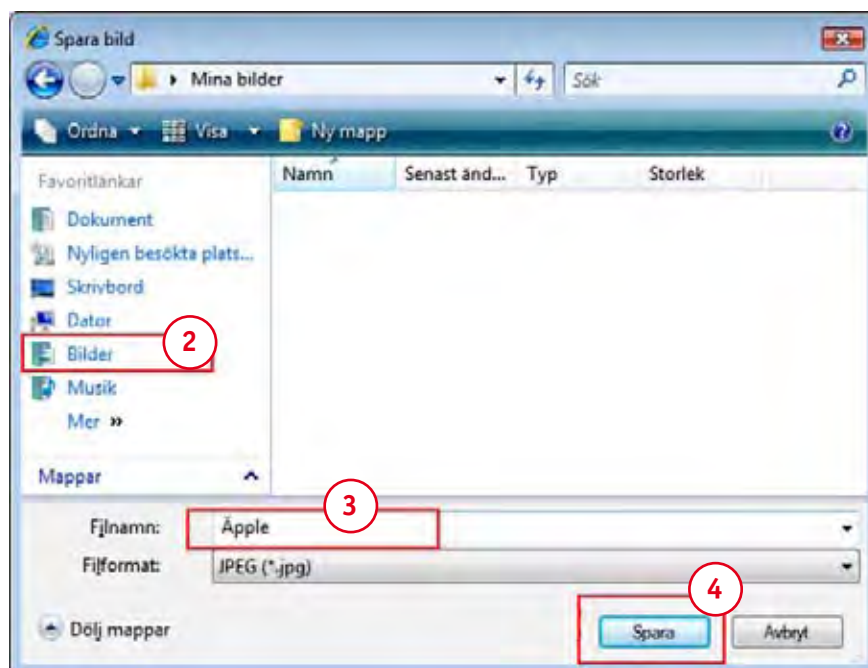 Spara bild
Mina bilder
Sök
Ordna Visa Ny mapp
Favoritlänkar
Namn Senast änd... Typ Storlek
Dokument
Nyligen besökta plats...
Skrivbord
Dator
2
Bilder
Musik
Mer »
Mappar
3
Filnamn: Äpple
Filformat: JPEG (*.jpg)
4
Dölj mappar Spara Avbryt